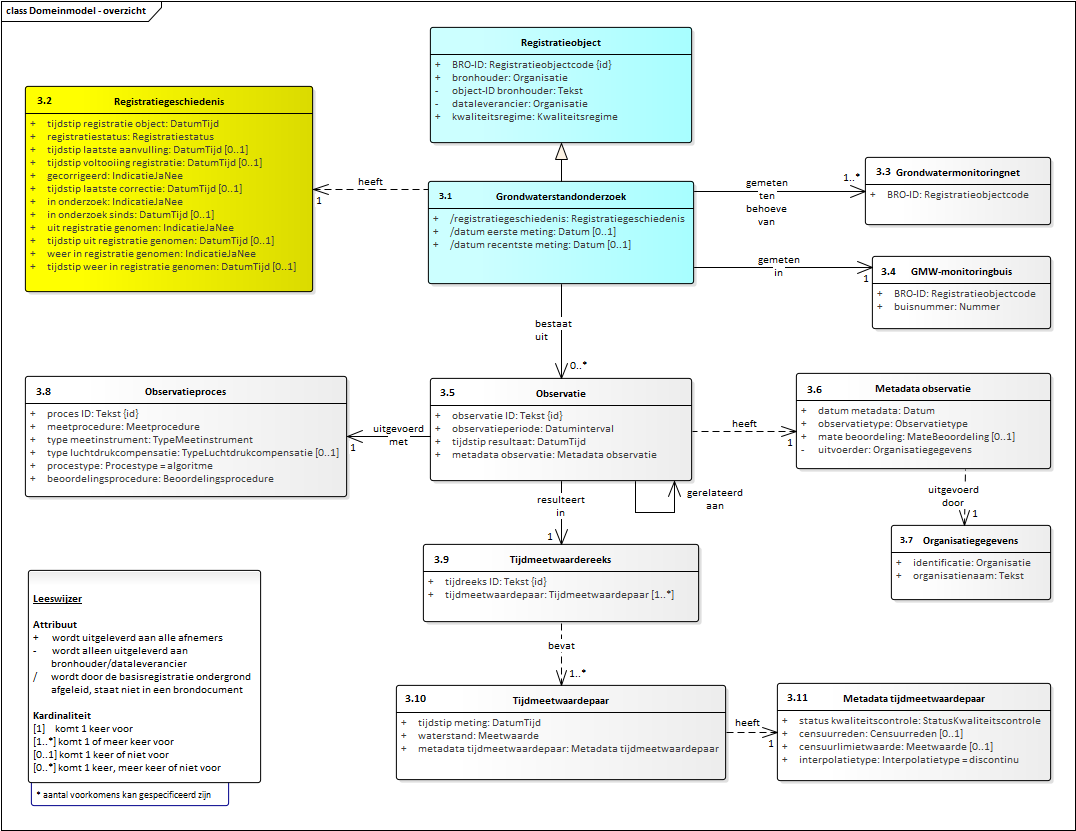 class Domeinmodel - overzicht
Registratieobject
+ BRO-ID: Registratieobjectcode {id}
+ bronhouder: Organisatie
- object-ID bronhouder: Tekst
- dataleverancier: Organisatie
+ kwaliteitsregime: Kwaliteitsregime
3.2 Registratiegeschiedenis
+ tijdstip registratie object: DatumTijd
+ registratiestatus: Registratiestatus
+ tijdstip laatste aanvulling: DatumTijd [0..1]
+ tijdstip voltooiing registratie: DatumTijd [0..1]
+ gecorrigeerd: IndicatieJaNee
+ tijdstip laatste correctie: DatumTijd [0..1]
+ in onderzoek: IndicatieJaNee
+ in onderzoek sinds: DatumTijd [0..1]
+ uit registratie genomen: IndicatieJaNee
+ tijdstip uit registratie genomen: DatumTijd [0..1]
+ weer in registratie genomen: IndicatieJaNee
+ tijdstip weer in registratie genomen: DatumTijd [0..1]
heeft
1
3.1 Grondwaterstandonderzoek
+ /registratiegeschiedenis: Registratiegeschiedenis
+ /datum eerste meting: Datum [0..1]
+ /datum recentste meting: Datum [0..1]
gemeten
ten
behoeve
van
1..*
3.3 Grondwatermonitoringnet
+ BRO-ID: Registratieobjectcode
gemeten
in
1
3.4 GMW-monitoringbuis
+ BRO-ID: Registratieobjectcode
+ buisnummer: Nummer
bestaat
uit
0..*
3.8 Observatieproces
+ proces ID: Tekst {id}
+ meetprocedure: Meetprocedure
+ type meetinstrument: TypeMeetinstrument
+ type luchtdrukcompensatie: TypeLuchtdrukcompensatie [0..1]
+ procestype: Procestype = algoritme
+ beoordelingsprocedure: Beoordelingsprocedure
uitgevoerd
met
1
3.5 Observatie
+ observatie ID: Tekst {id}
+ observatieperiode: Datuminterval
+ tijdstip resultaat: DatumTijd
+ metadata observatie: Metadata observatie
heeft
1
3.6 Metadata observatie
+ datum metadata: Datum
+ observatietype: Observatietype
+ mate beoordeling: MateBeoordeling [0..1]
- uitvoerder: Organisatiegegevens
resulteert
in
1
gerelateerd
aan
uitgevoerd
door
1
3.7 Organisatiegegevens
+ identificatie: Organisatie
+ organisatienaam: Tekst
3.9 Tijdmeetwaardereeks
+ tijdreeks ID: Tekst {id}
+ tijdmeetwaardepaar: Tijdmeetwaardepaar [1..*]
bevat
1..*
3.10 Tijdmeetwaardepaar
+ tijdstip meting: DatumTijd
+ waterstand: Meetwaarde
+ metadata tijdmeetwaardepaar: Metadata tijdmeetwaardepaar
heeft
1
3.11 Metadata tijdmeetwaardepaar
+ status kwaliteitscontrole: StatusKwaliteitscontrole
+ censuurreden: Censuurreden [0..1]
+ censuurlimietwaarde: Meetwaarde [0..1]
+ interpolatietype: Interpolatietype = discontinu
Leeswijzer
Attribuut
+ wordt uitgeleverd aan alle afnemers
- wordt alleen uitgeleverd aan
bronhouder/dataleverancier
/ wordt door de basisregistratie ondergrond
afgeleid, staat niet in een brondocument
Kardinaliteit
[1] komt 1 keer voor
[1..*] komt 1 of meer keer voor
[0..1] komt 1 keer of niet voor
[0..*] komt 1 keer, meer keer of niet voor
* aantal voorkomens kan gespecificeerd zijn